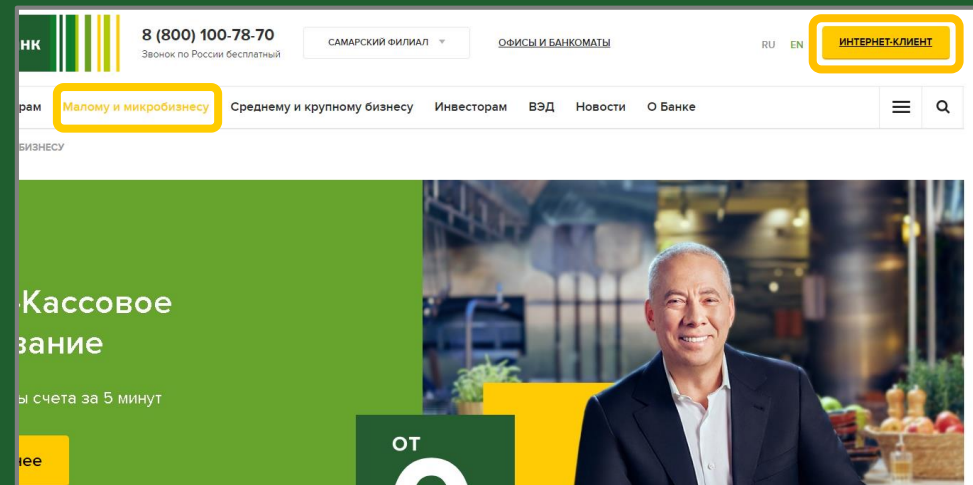 НК
8 (800) 100-78-70
Звонок по России бесплатный
САМАРСКИЙ ФИЛИАЛ
ОФИСЫ И БАНКОМАТЫ
RU EN
ИНТЕРНЕТ-КЛИЕНТ
рам Малому и микробизнесу Среднему и крупному бизнесу Инвесторам ВЭД Новости О Банке
БИЗНЕСУ
-Кассовое
вание
ы счета за 5 минут
нее
ОТ